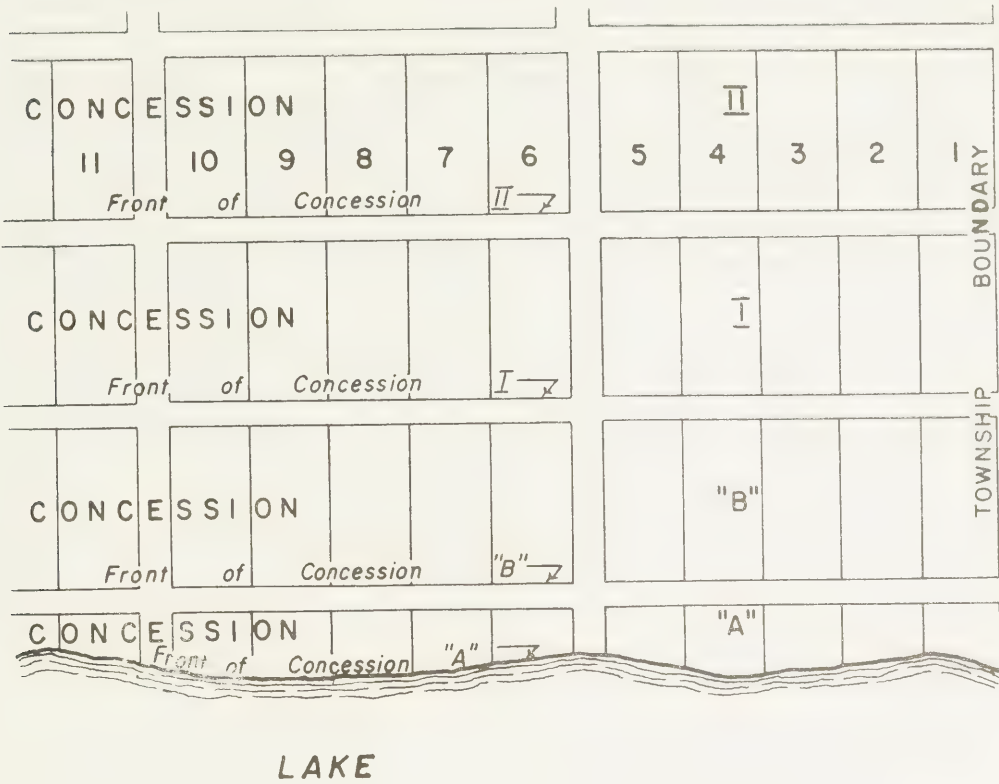 CONCESSION II
11 10 9 8 7 6 5 4 3 2 1
Front of Concession II
CONCESSION I
Front of Concession I
CONCESSION "B"
Front of Concession "B"
CONCESSION "A"
Front of Concession "A"
TOWNSHIP BOUNDARY
LAKE